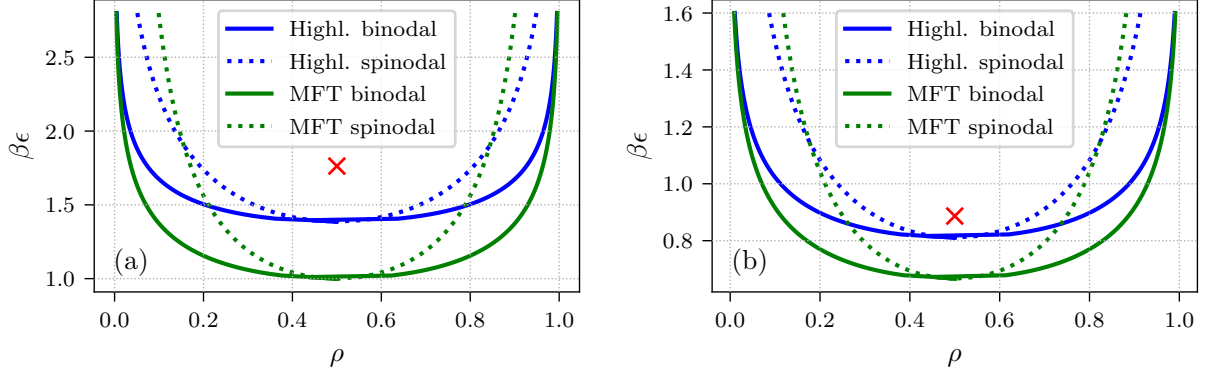 Highl. binodal
Highl. spinodal
MFT binodal
MFT spinodal
2.5
2.0
1.5
1.0
βϵ
(a)
0.0 0.2 0.4 0.6 0.8 1.0
ρ
Highl. binodal
Highl. spinodal
MFT binodal
MFT spinodal
1.6
1.4
1.2
1.0
0.8
βϵ
(b)
0.0 0.2 0.4 0.6 0.8 1.0
ρ